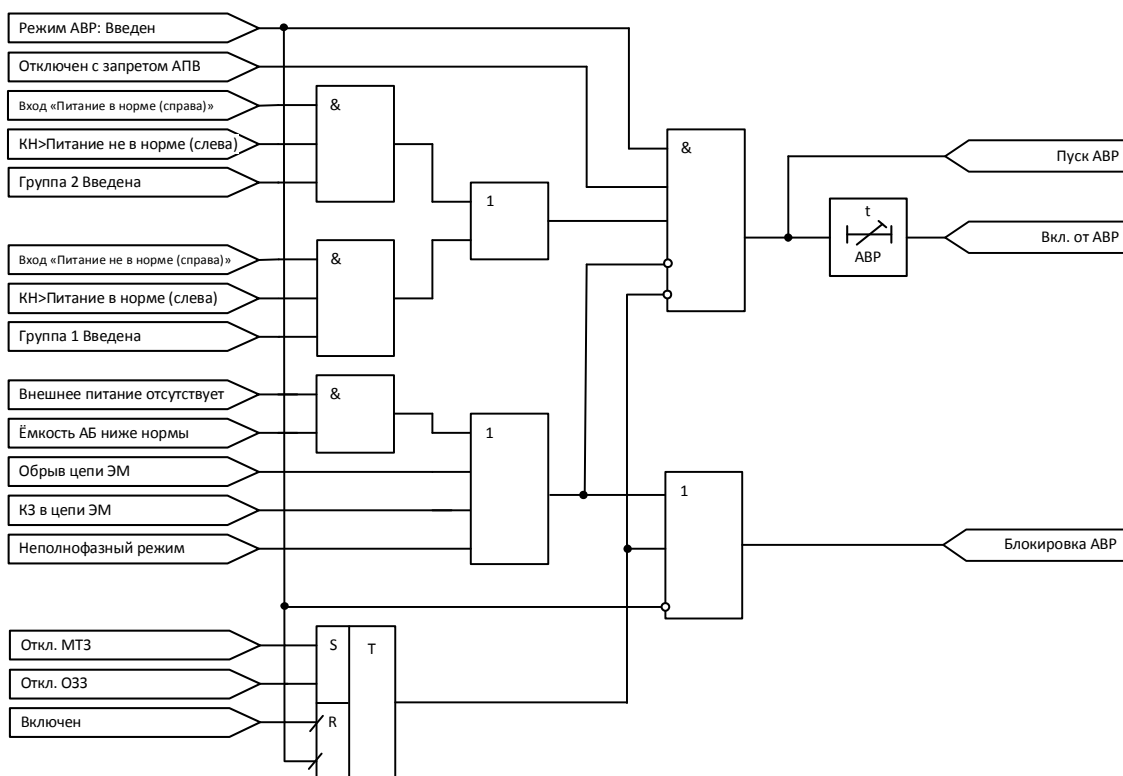 Режим АВР: Введен
Отключен с запретом АПВ
Вход «Питание в норме (справа)»
КН>Питание не в норме (слева)
Группа 2 Введена
Вход «Питание не в норме (справа)»
КН>Питание в норме (слева)
Группа 1 Введена
Внешнее питание отсутствует
Ёмкость АБ ниже нормы
Обрыв цепи ЭМ
КЗ в цепи ЭМ
Неполнофазный режим
Откл. МТЗ
Откл. ОЗЗ
Включен
&
&
&
1
1
S
T
R
&
1
t
АВР
Пуск АВР
Вкл. от АВР
Блокировка АВР